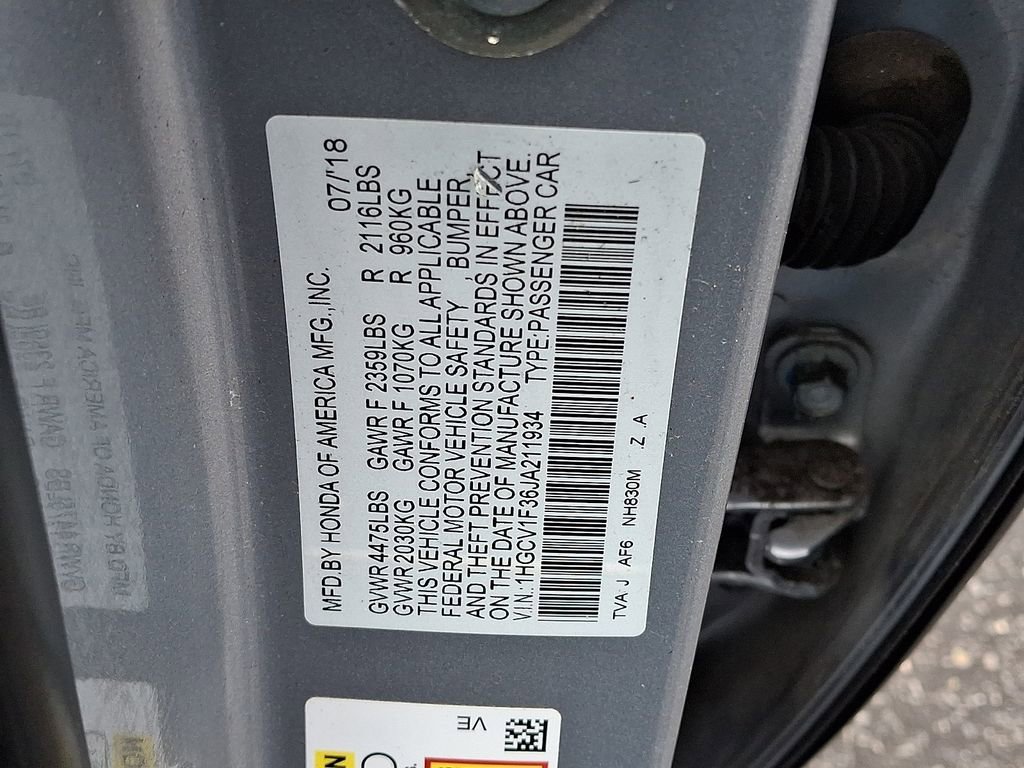 MFD.BY HONDA OF AMERICA MFG.,INC. 07/'18
GVWR 4475LBS GAWR F 2359LBS R 2116LBS
GVWR 2030KG GAWR F 1070KG R 960KG
THIS VEHICLE CONFORMS TO ALL APPLICABLE
FEDERAL MOTOR VEHICLE SAFETY , BUMPER,
AND THEFT PREVENTION STANDARDS IN EFFECT
ON THE DATE OF MANUFACTURE SHOWN ABOVE.
V.I.N.:1HGCV1F36JA211934 TYPE:PASSENGER CAR
TVA- J AF6 NH830M .Z .A
VE